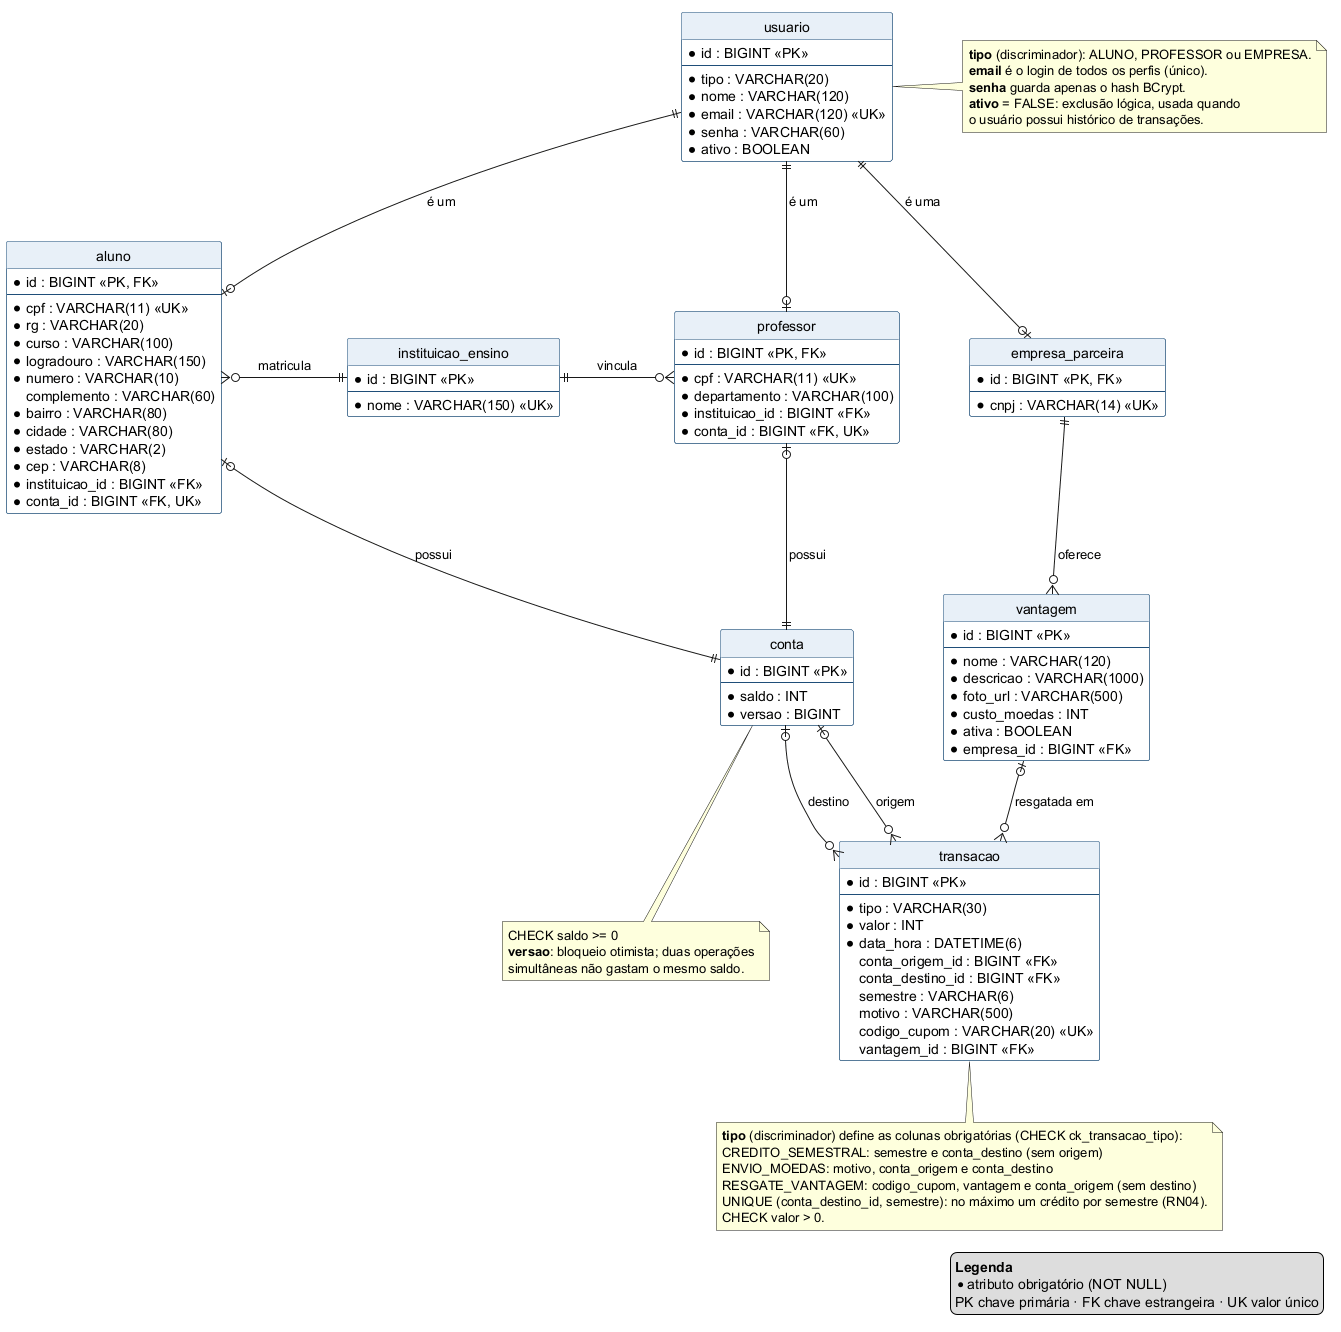 usuario
id : BIGINT «PK»
tipo : VARCHAR(20)
nome : VARCHAR(120)
email : VARCHAR(120) «UK»
senha : VARCHAR(60)
ativo : BOOLEAN
tipo (discriminador): ALUNO, PROFESSOR ou EMPRESA.
email é o login de todos os perfis (único).
senha guarda apenas o hash BCrypt.
ativo = FALSE: exclusão lógica, usada quando
o usuário possui histórico de transações.
é um
é um
é uma
aluno
id : BIGINT «PK, FK»
cpf : VARCHAR(11) «UK»
rg : VARCHAR(20)
curso : VARCHAR(100)
logradouro : VARCHAR(150)
numero : VARCHAR(10)
complemento : VARCHAR(60)
bairro : VARCHAR(80)
cidade : VARCHAR(80)
estado : VARCHAR(2)
cep : VARCHAR(8)
instituicao_id : BIGINT «FK»
conta_id : BIGINT «FK, UK»
matricula
instituicao_ensino
id : BIGINT «PK»
nome : VARCHAR(150) «UK»
vincula
professor
id : BIGINT «PK, FK»
cpf : VARCHAR(11) «UK»
departamento : VARCHAR(100)
instituicao_id : BIGINT «FK»
conta_id : BIGINT «FK, UK»
empresa_parceira
id : BIGINT «PK, FK»
cnpj : VARCHAR(14) «UK»
possui
possui
oferece
conta
id : BIGINT «PK»
saldo : INT
versao : BIGINT
vantagem
id : BIGINT «PK»
nome : VARCHAR(120)
descricao : VARCHAR(1000)
foto_url : VARCHAR(500)
custo_moedas : INT
ativa : BOOLEAN
empresa_id : BIGINT «FK»
destino
origem
resgatada em
CHECK saldo >= 0
versao: bloqueio otimista; duas operações
simultâneas não gastam o mesmo saldo.
transacao
id : BIGINT «PK»
tipo : VARCHAR(30)
valor : INT
data_hora : DATETIME(6)
conta_origem_id : BIGINT «FK»
conta_destino_id : BIGINT «FK»
semestre : VARCHAR(6)
motivo : VARCHAR(500)
codigo_cupom : VARCHAR(20) «UK»
vantagem_id : BIGINT «FK»
tipo (discriminador) define as colunas obrigatórias (CHECK ck_transacao_tipo):
CREDITO_SEMESTRAL: semestre e conta_destino (sem origem)
ENVIO_MOEDAS: motivo, conta_origem e conta_destino
RESGATE_VANTAGEM: codigo_cupom, vantagem e conta_origem (sem destino)
UNIQUE (conta_destino_id, semestre): no máximo um crédito por semestre (RN04).
CHECK valor > 0.
Legenda
• atributo obrigatório (NOT NULL)
PK chave primária · FK chave estrangeira · UK valor único